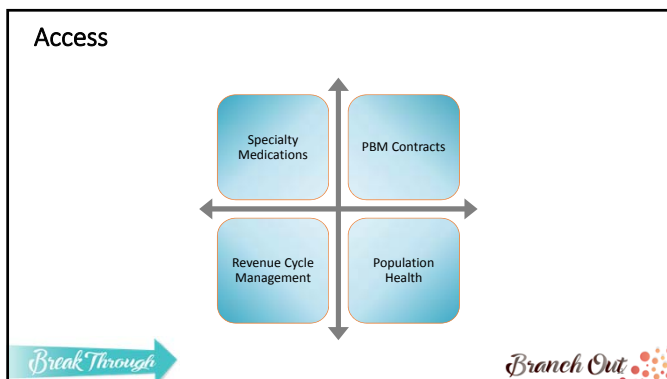 Access
Specialty
Medications
PBM Contracts
Revenue Cycle
Management
Population
Health
Break Through
Branch Out